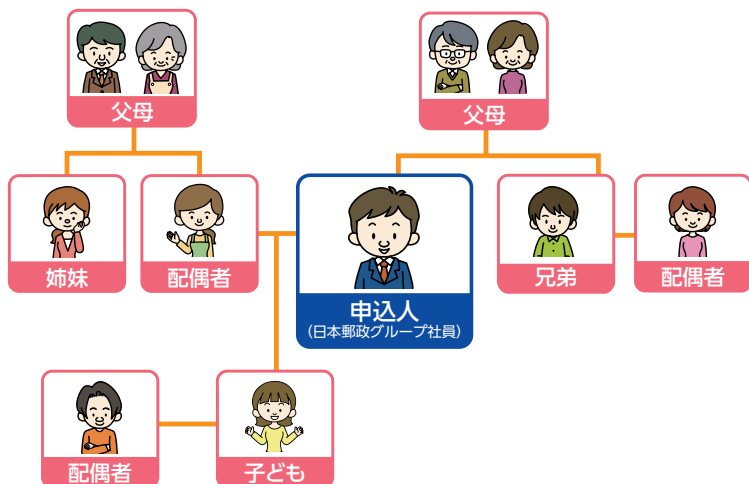 父母
父母
姉妹
配偶者
申込人
(日本郵政グループ社員)
兄弟
配偶者
配偶者
子ども